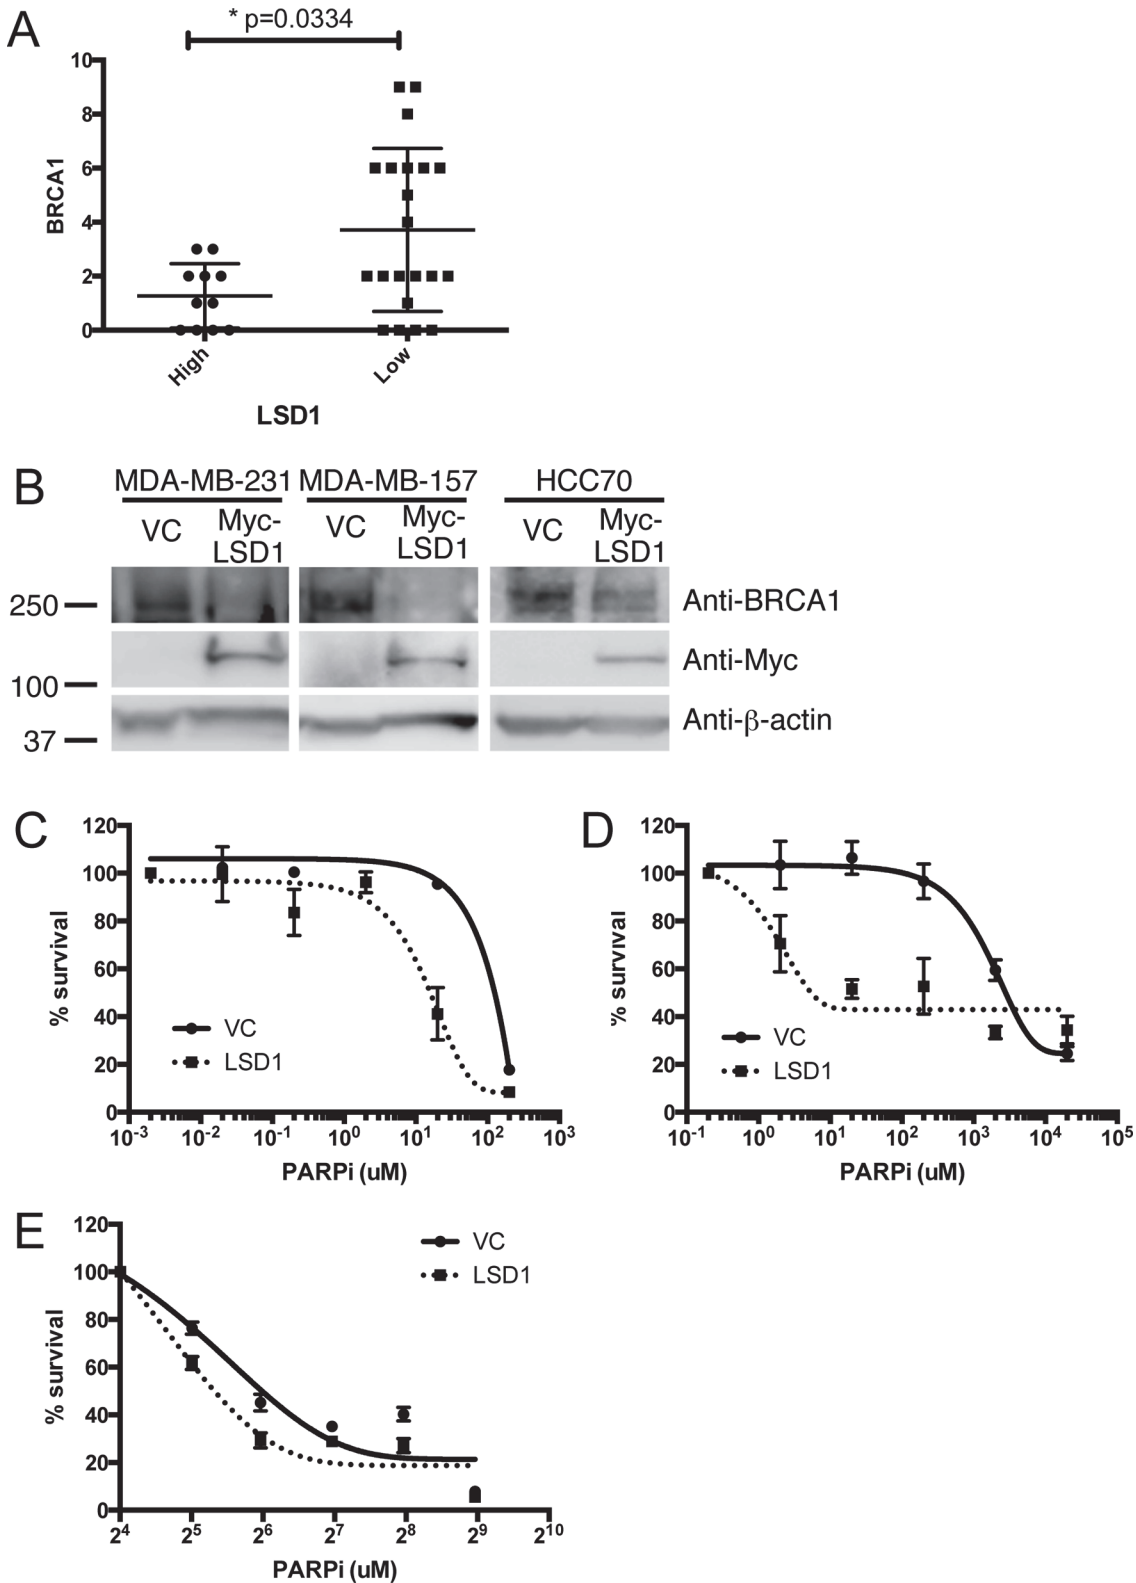 A
* p=0.0334
10
8
6
4
2
0
BRCA1
High
Low
LSD1
B
MDA-MB-231 MDA-MB-157 HCC70
VC Myc-LSD1 VC Myc-LSD1 VC Myc-LSD1
250
Anti-BRCA1
Anti-Myc
100
Anti-β-actin
37
C
120
100
80
60
40
20
0
% survival
VC
LSD1
10-3 10-2 10-1 100 101 102 103
PARPi (uM)
D
120
100
80
60
40
20
0
% survival
VC
LSD1
10-1 100 101 102 103 104 105
PARPi (uM)
E
120
100
80
60
40
20
0
% survival
VC
LSD1
24 25 26 27 28 29 210
PARPi (uM)